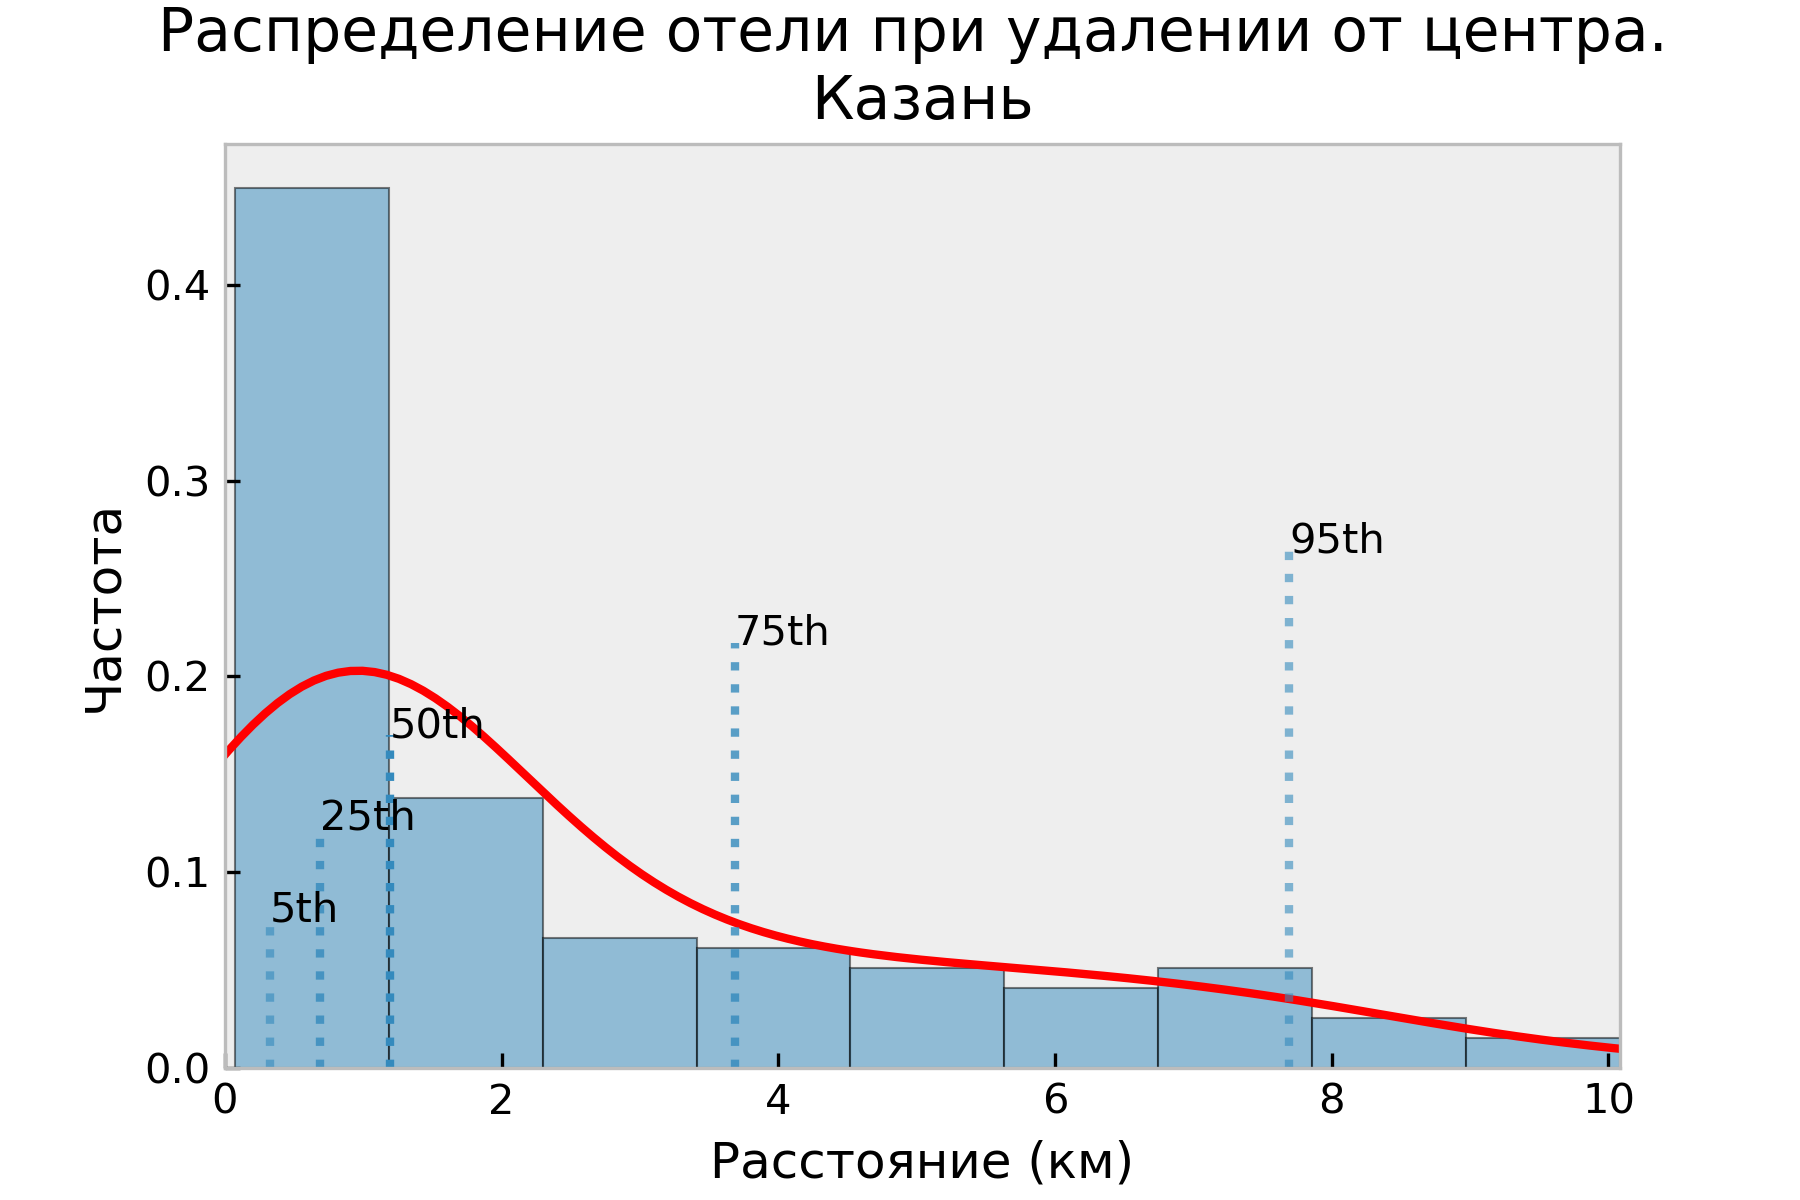 Распределение отели при удалении от центра.
Казань
Частота
0.4
0.3
0.2
0.1
0.0
95th
75th
50th
25th
5th
0 2 4 6 8 10
Расстояние (км)